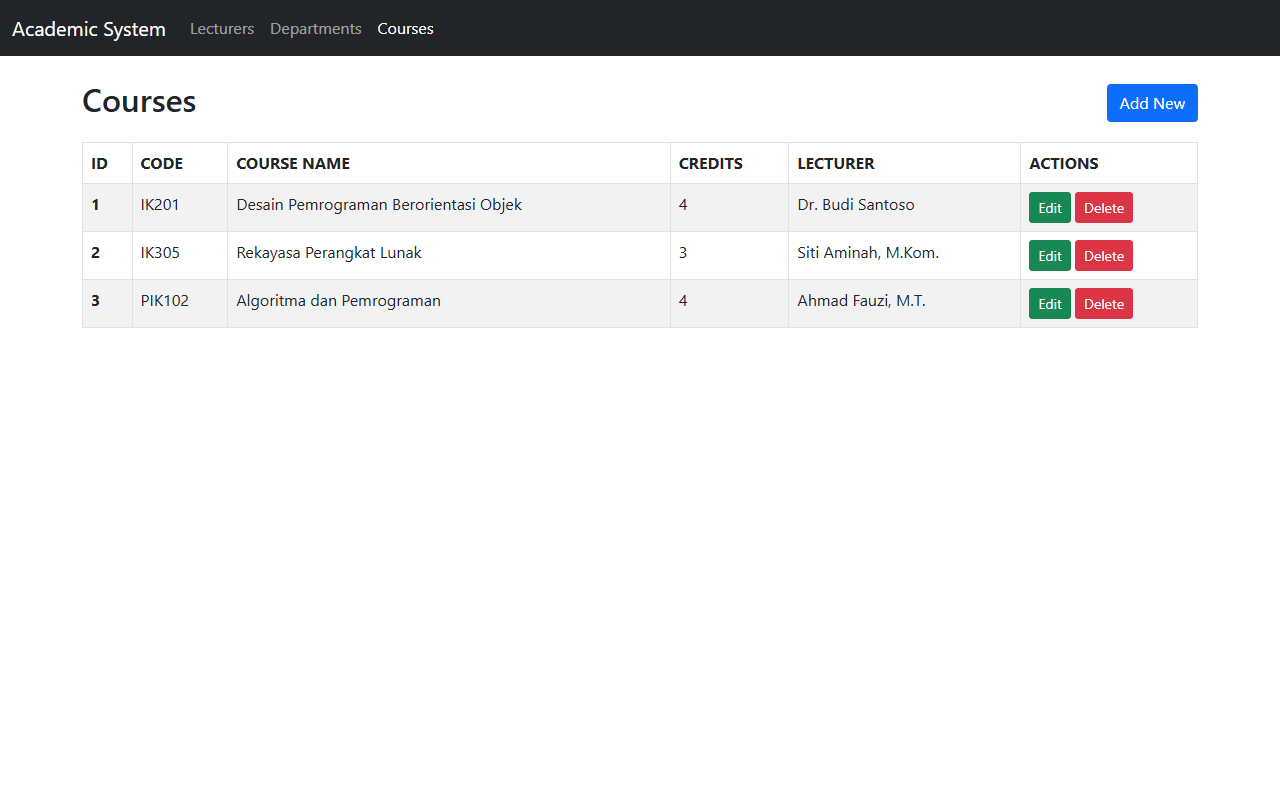 Academic System Lecturers Departments Courses
Courses Add New
ID CODE COURSE NAME CREDITS LECTURER ACTIONS
1 IK201 Desain Pemrograman Berorientasi Objek 4 Dr. Budi Santoso Edit Delete
2 IK305 Rekayasa Perangkat Lunak 3 Siti Aminah, M.Kom. Edit Delete
3 PIK102 Algoritma dan Pemrograman 4 Ahmad Fauzi, M.T. Edit Delete